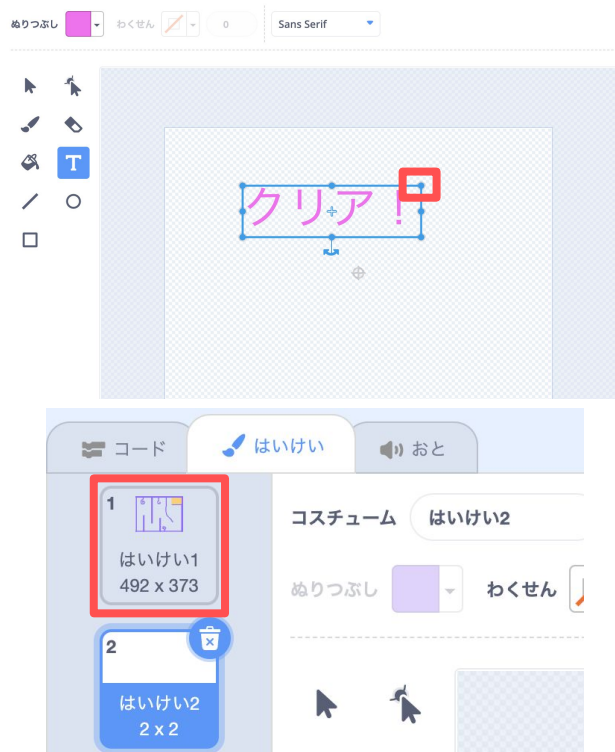 ぬりつぶし わくせん 0 Sans Serif
T
クリア！
コード はいけい おと
1
はいけい1
492 x 373
コスチューム はいけい2
ぬりつぶし わくせん
2
はいけい2
2 x 2